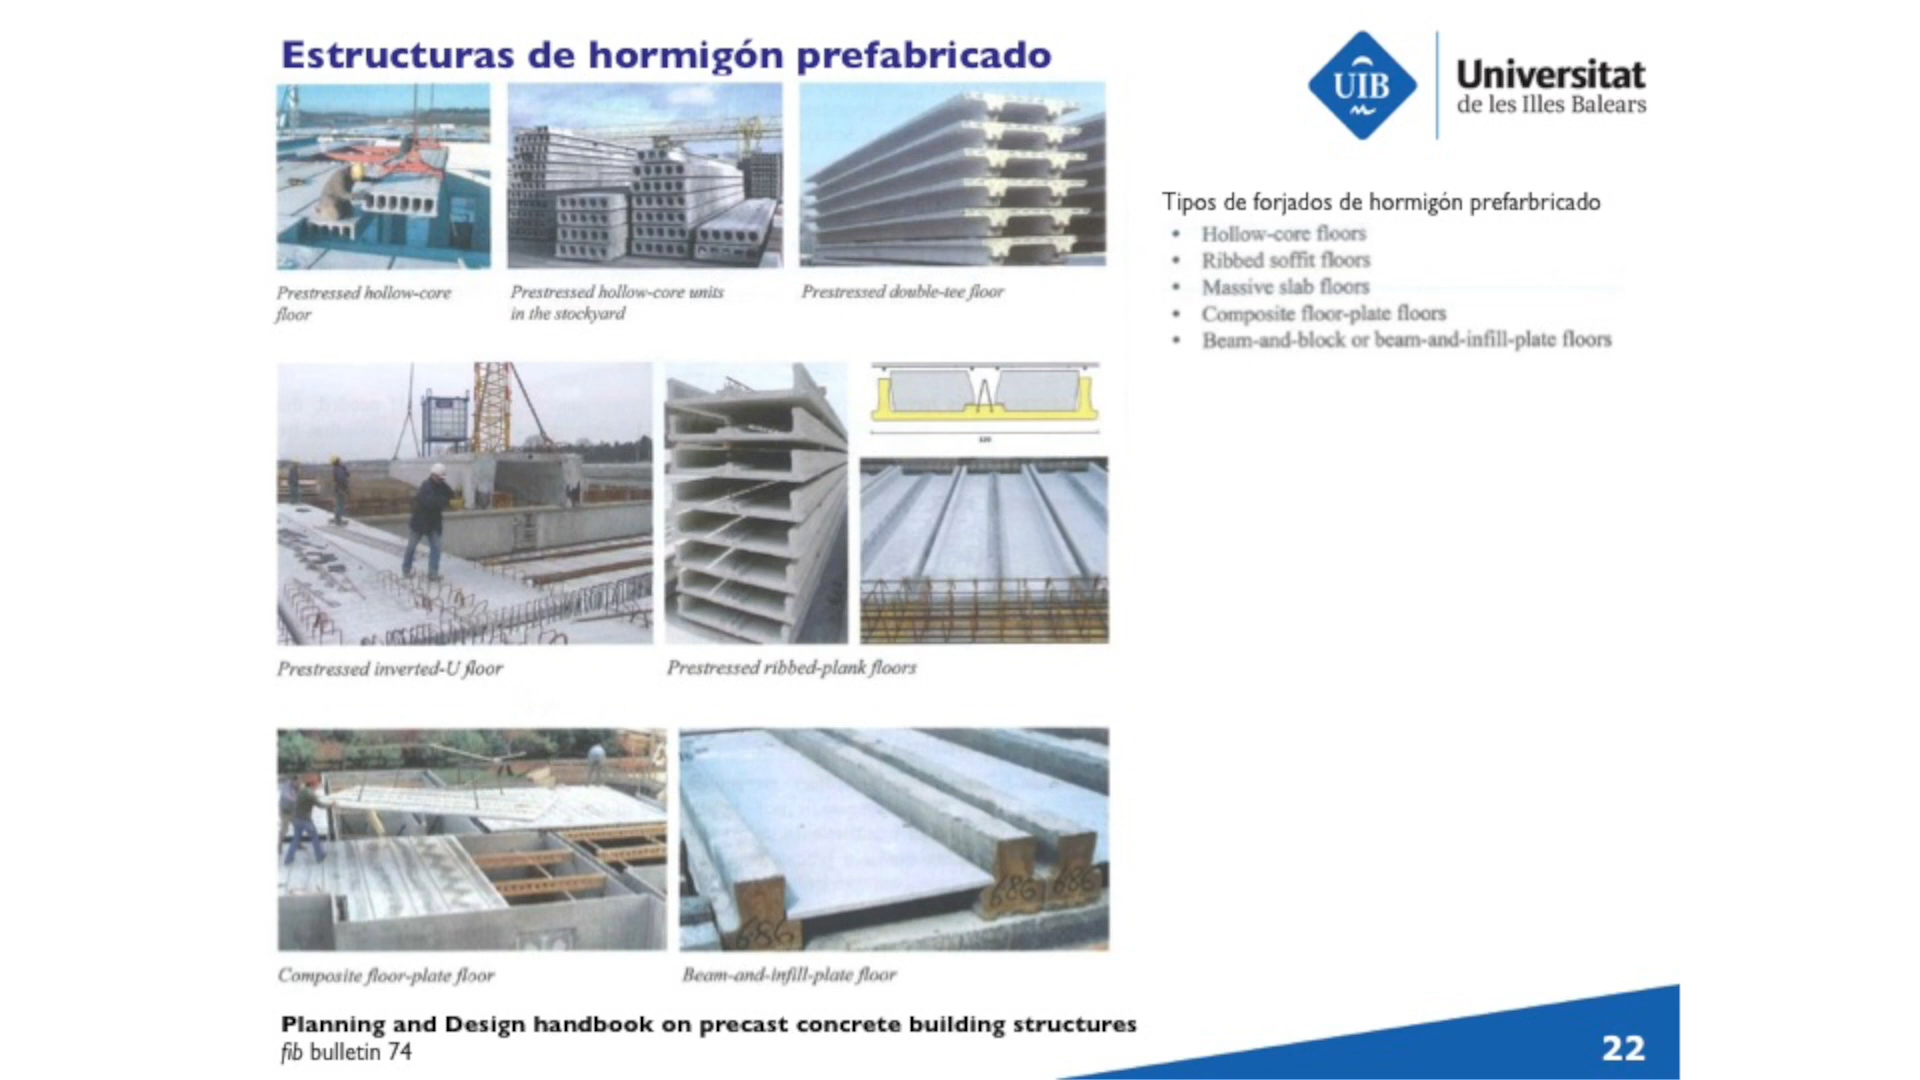 Estructuras de hormigón prefabricado
UIB
Universitat
de les Illes Balears
Prestressed hollow-core
floor
Prestressed hollow-core units
in the stockyard
Prestressed double-tee floor
Tipos de forjados de hormigón prefarbricado
• Hollow-core floors
• Ribbed soffit floors
• Massive slab floors
• Composite floor-plate floors
• Beam-and-block or beam-and-infill-plate floors
Prestressed inverted-U floor
Prestressed ribbed-plank floors
686
686
686
Composite floor-plate floor
Beam-and-infill-plate floor
Planning and Design handbook on precast concrete building structures
fib bulletin 74
22